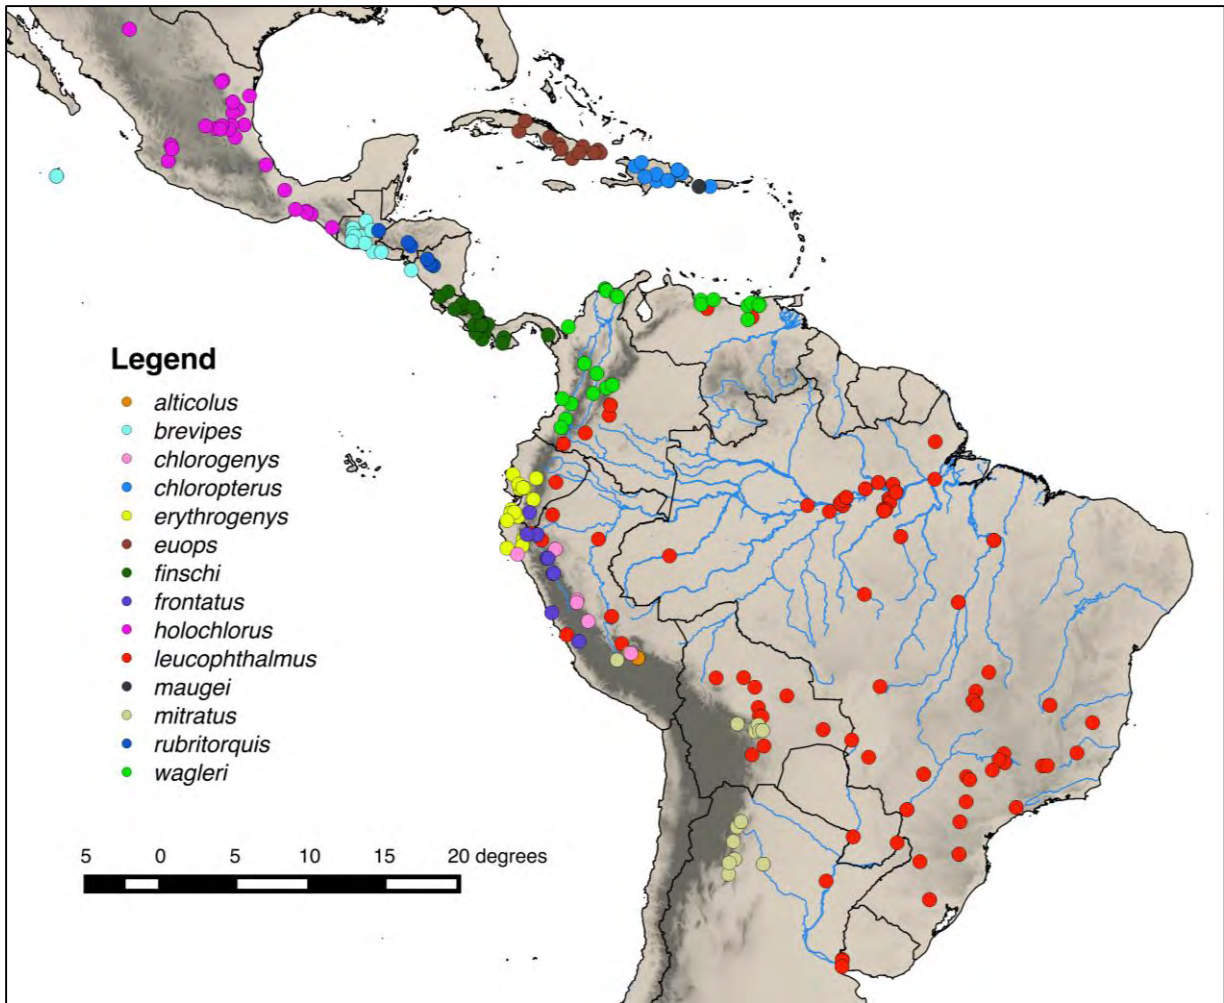 Legend
alticolus
brevipes
chlorogenys
chloropterus
erythrogenys
euops
finschi
frontatus
holochlorus
leucophthalmus
maugei
mitratus
rubritorquis
wagleri
5 0 5 10 15 20 degrees